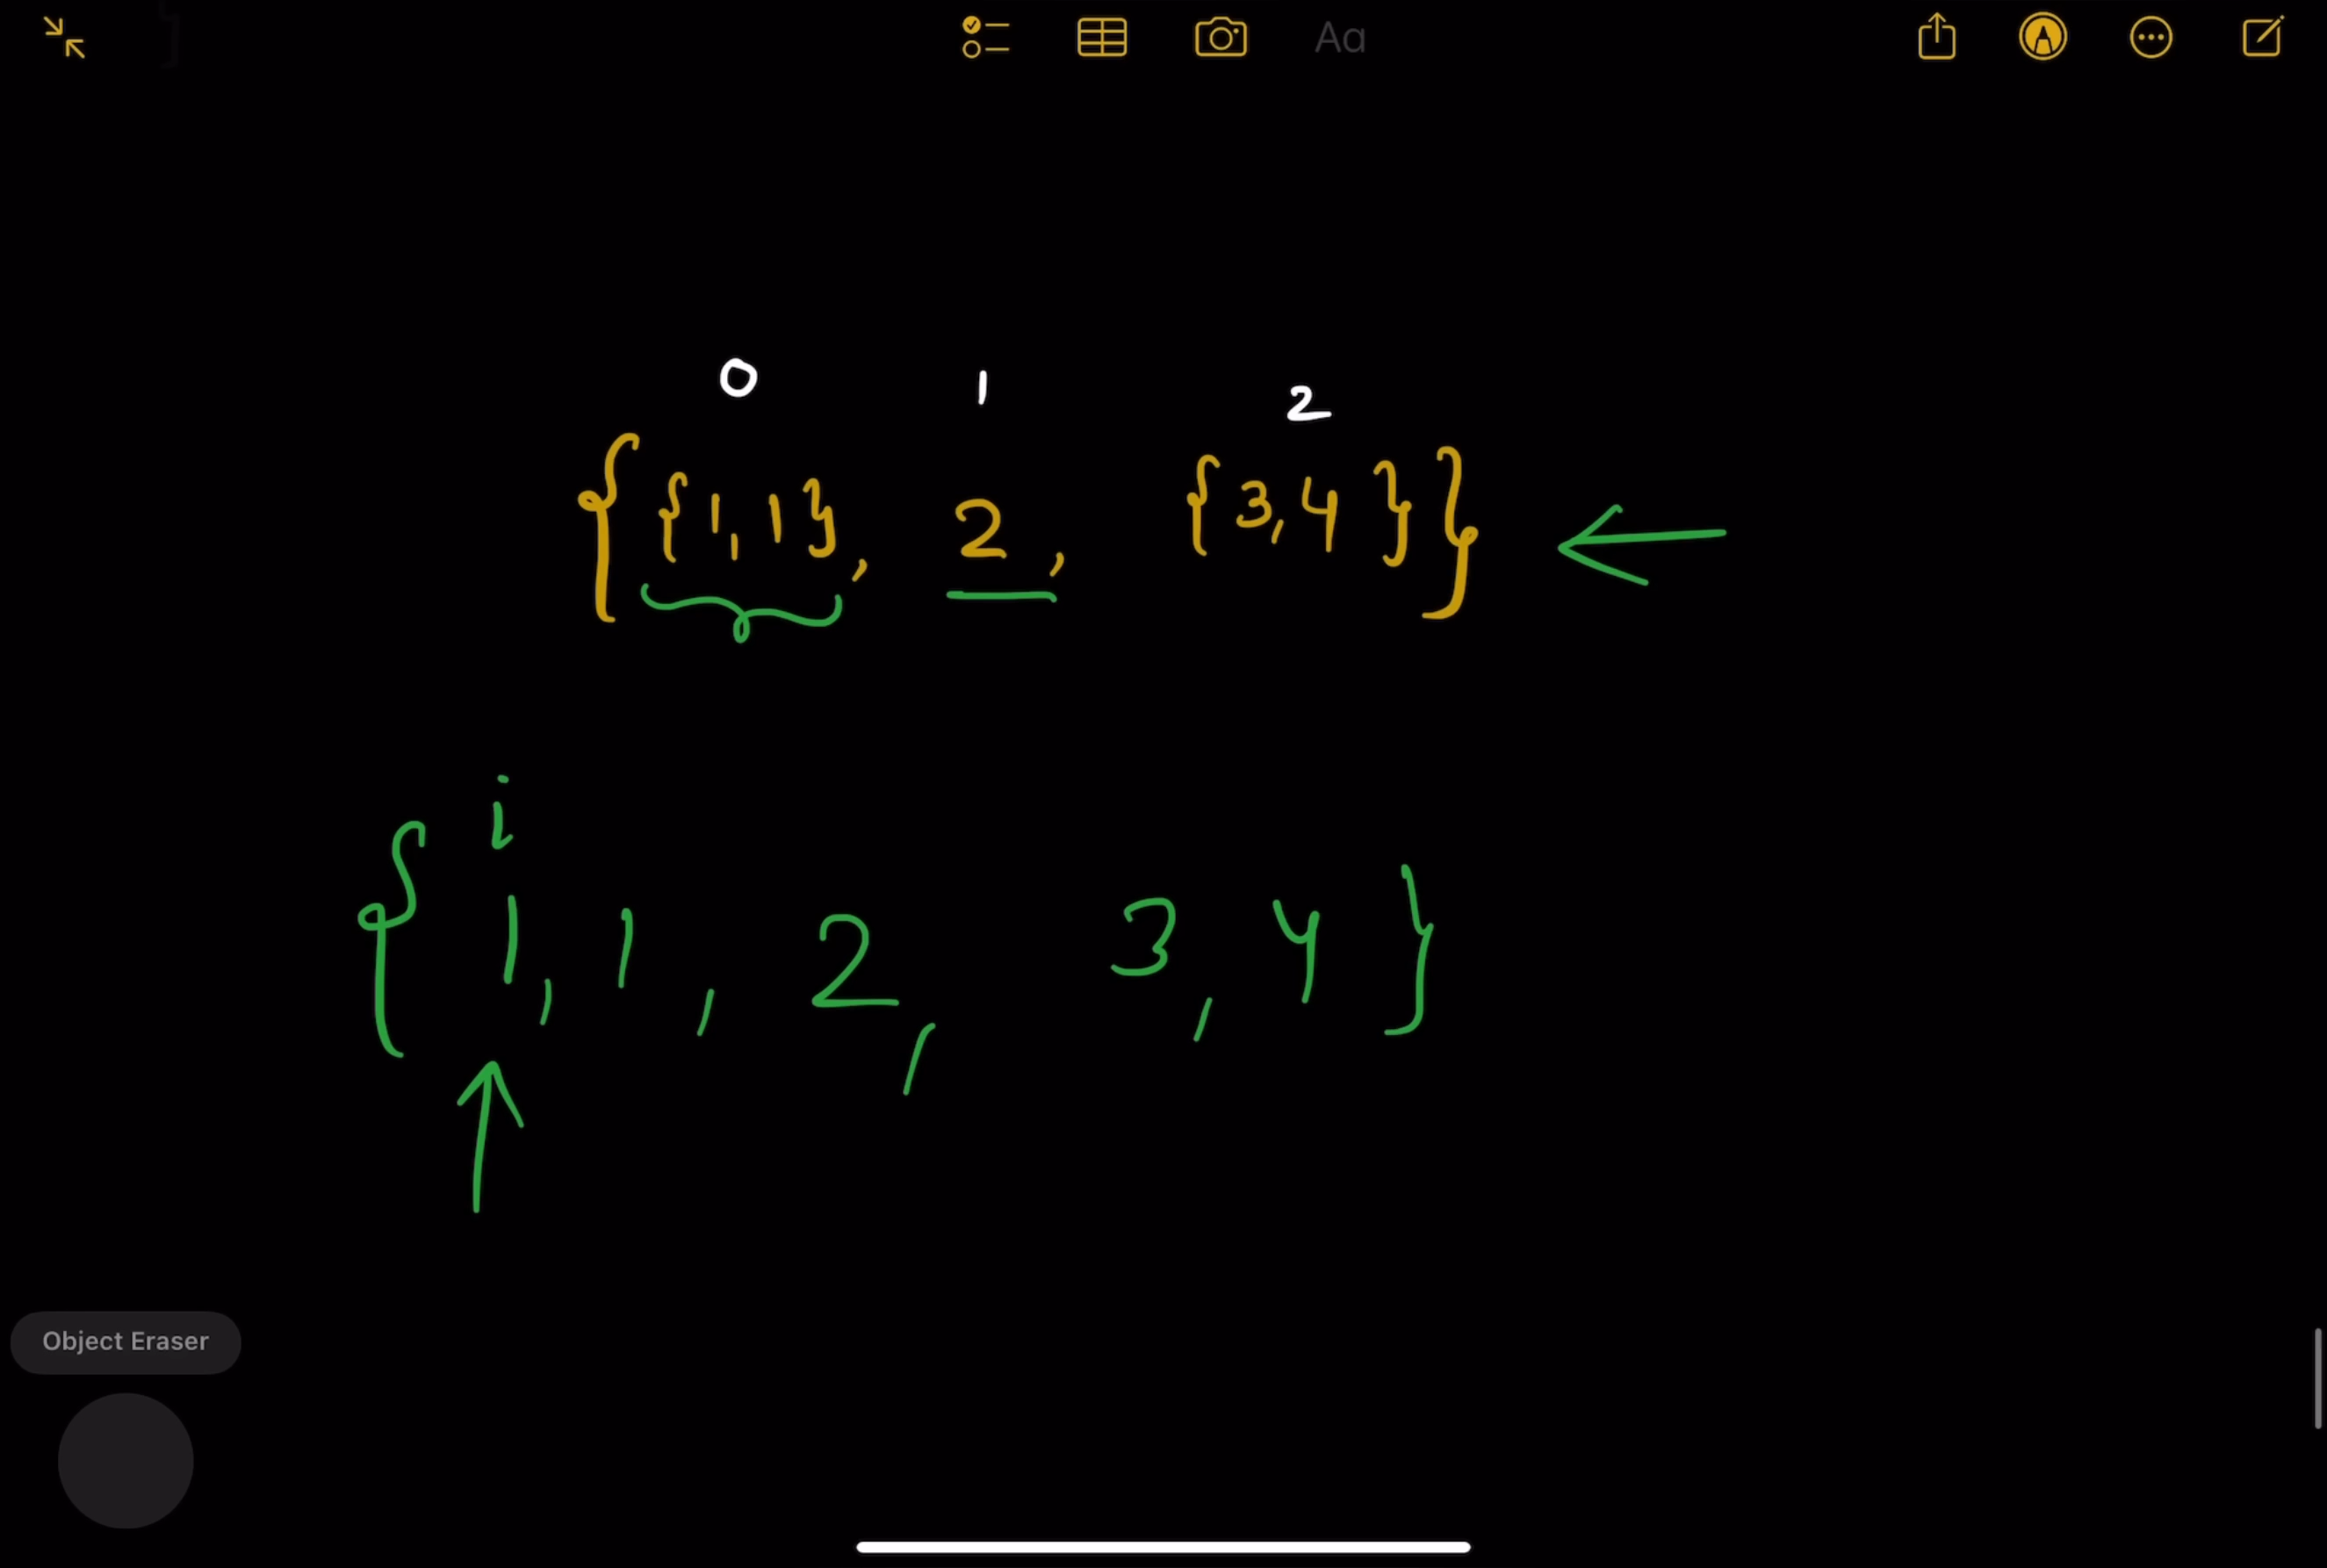 Aa
0 1 2
{{1,1}, 2, {3,4}}
i
{1,1,2, 3,4}
Object Eraser